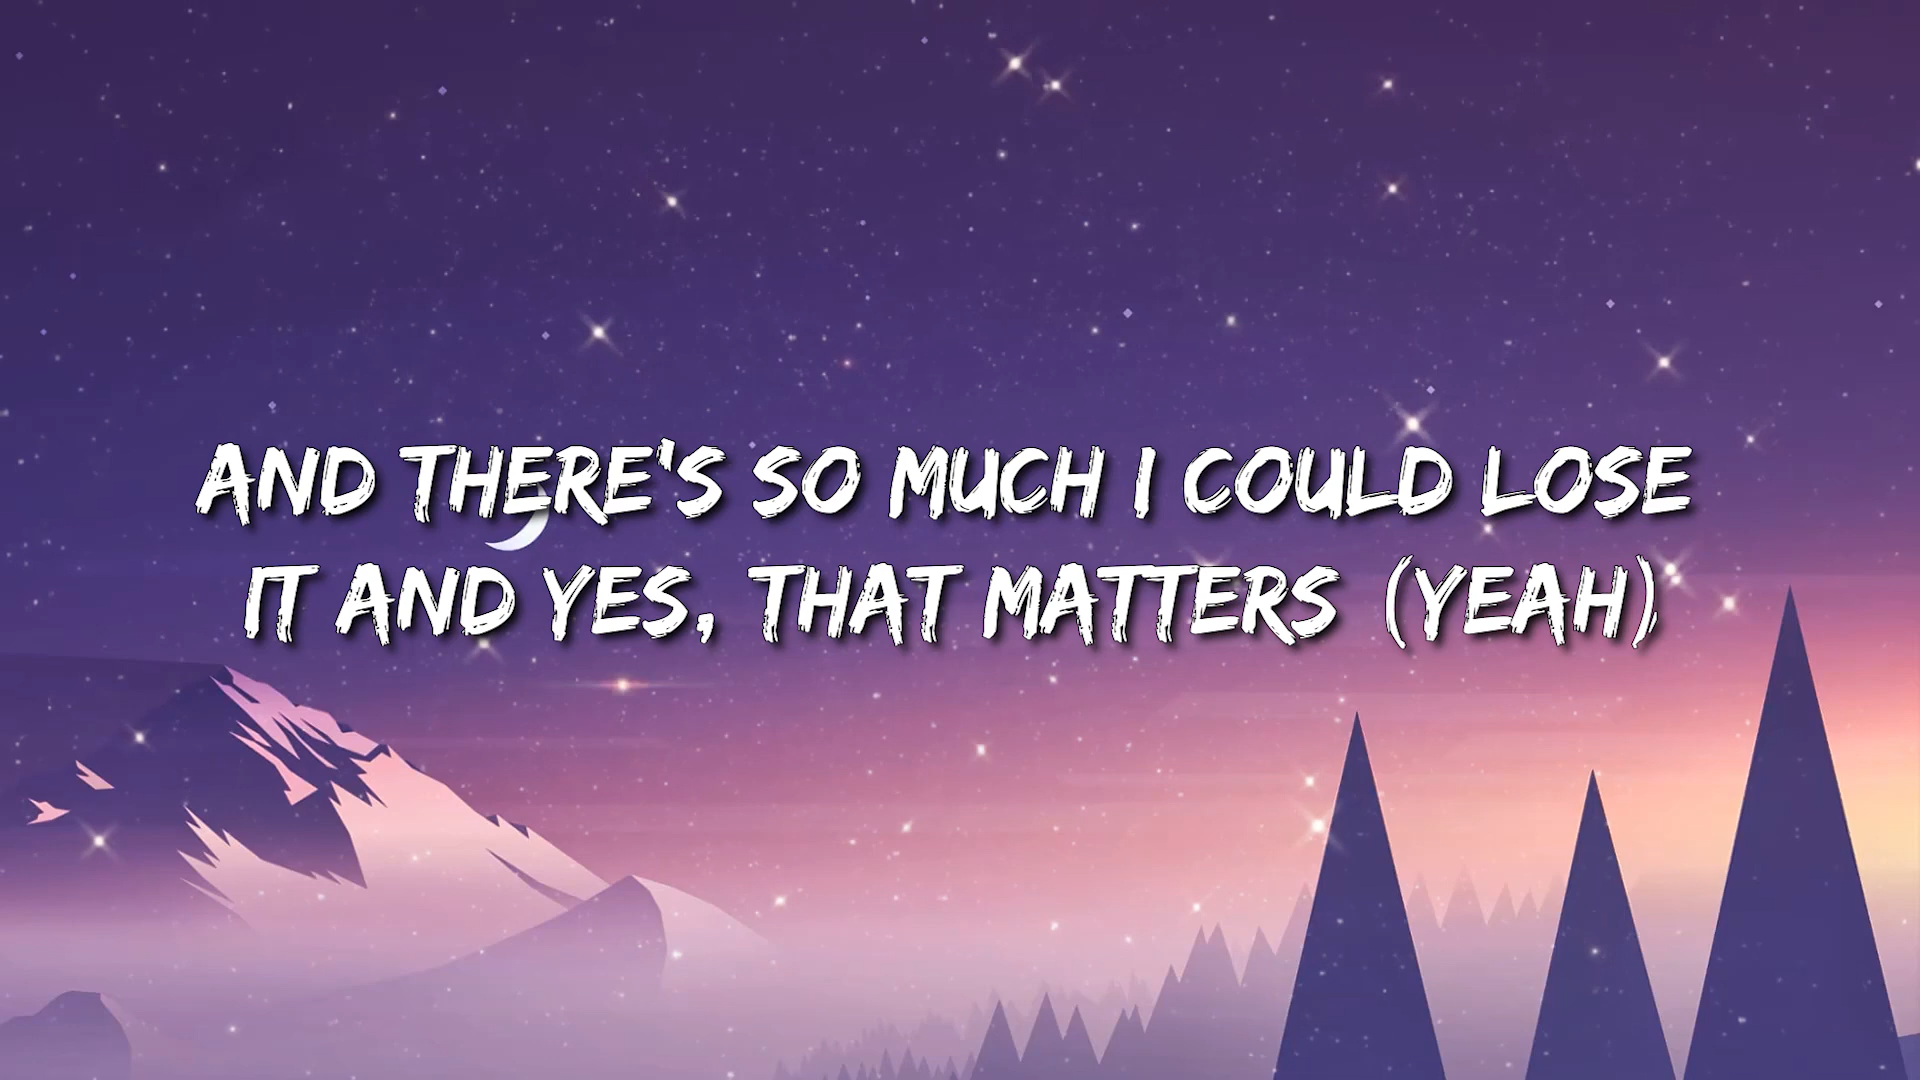 AND THERE'S SO MUCH I COULD LOSE
IT AND YES, THAT MATTERS (YEAH)